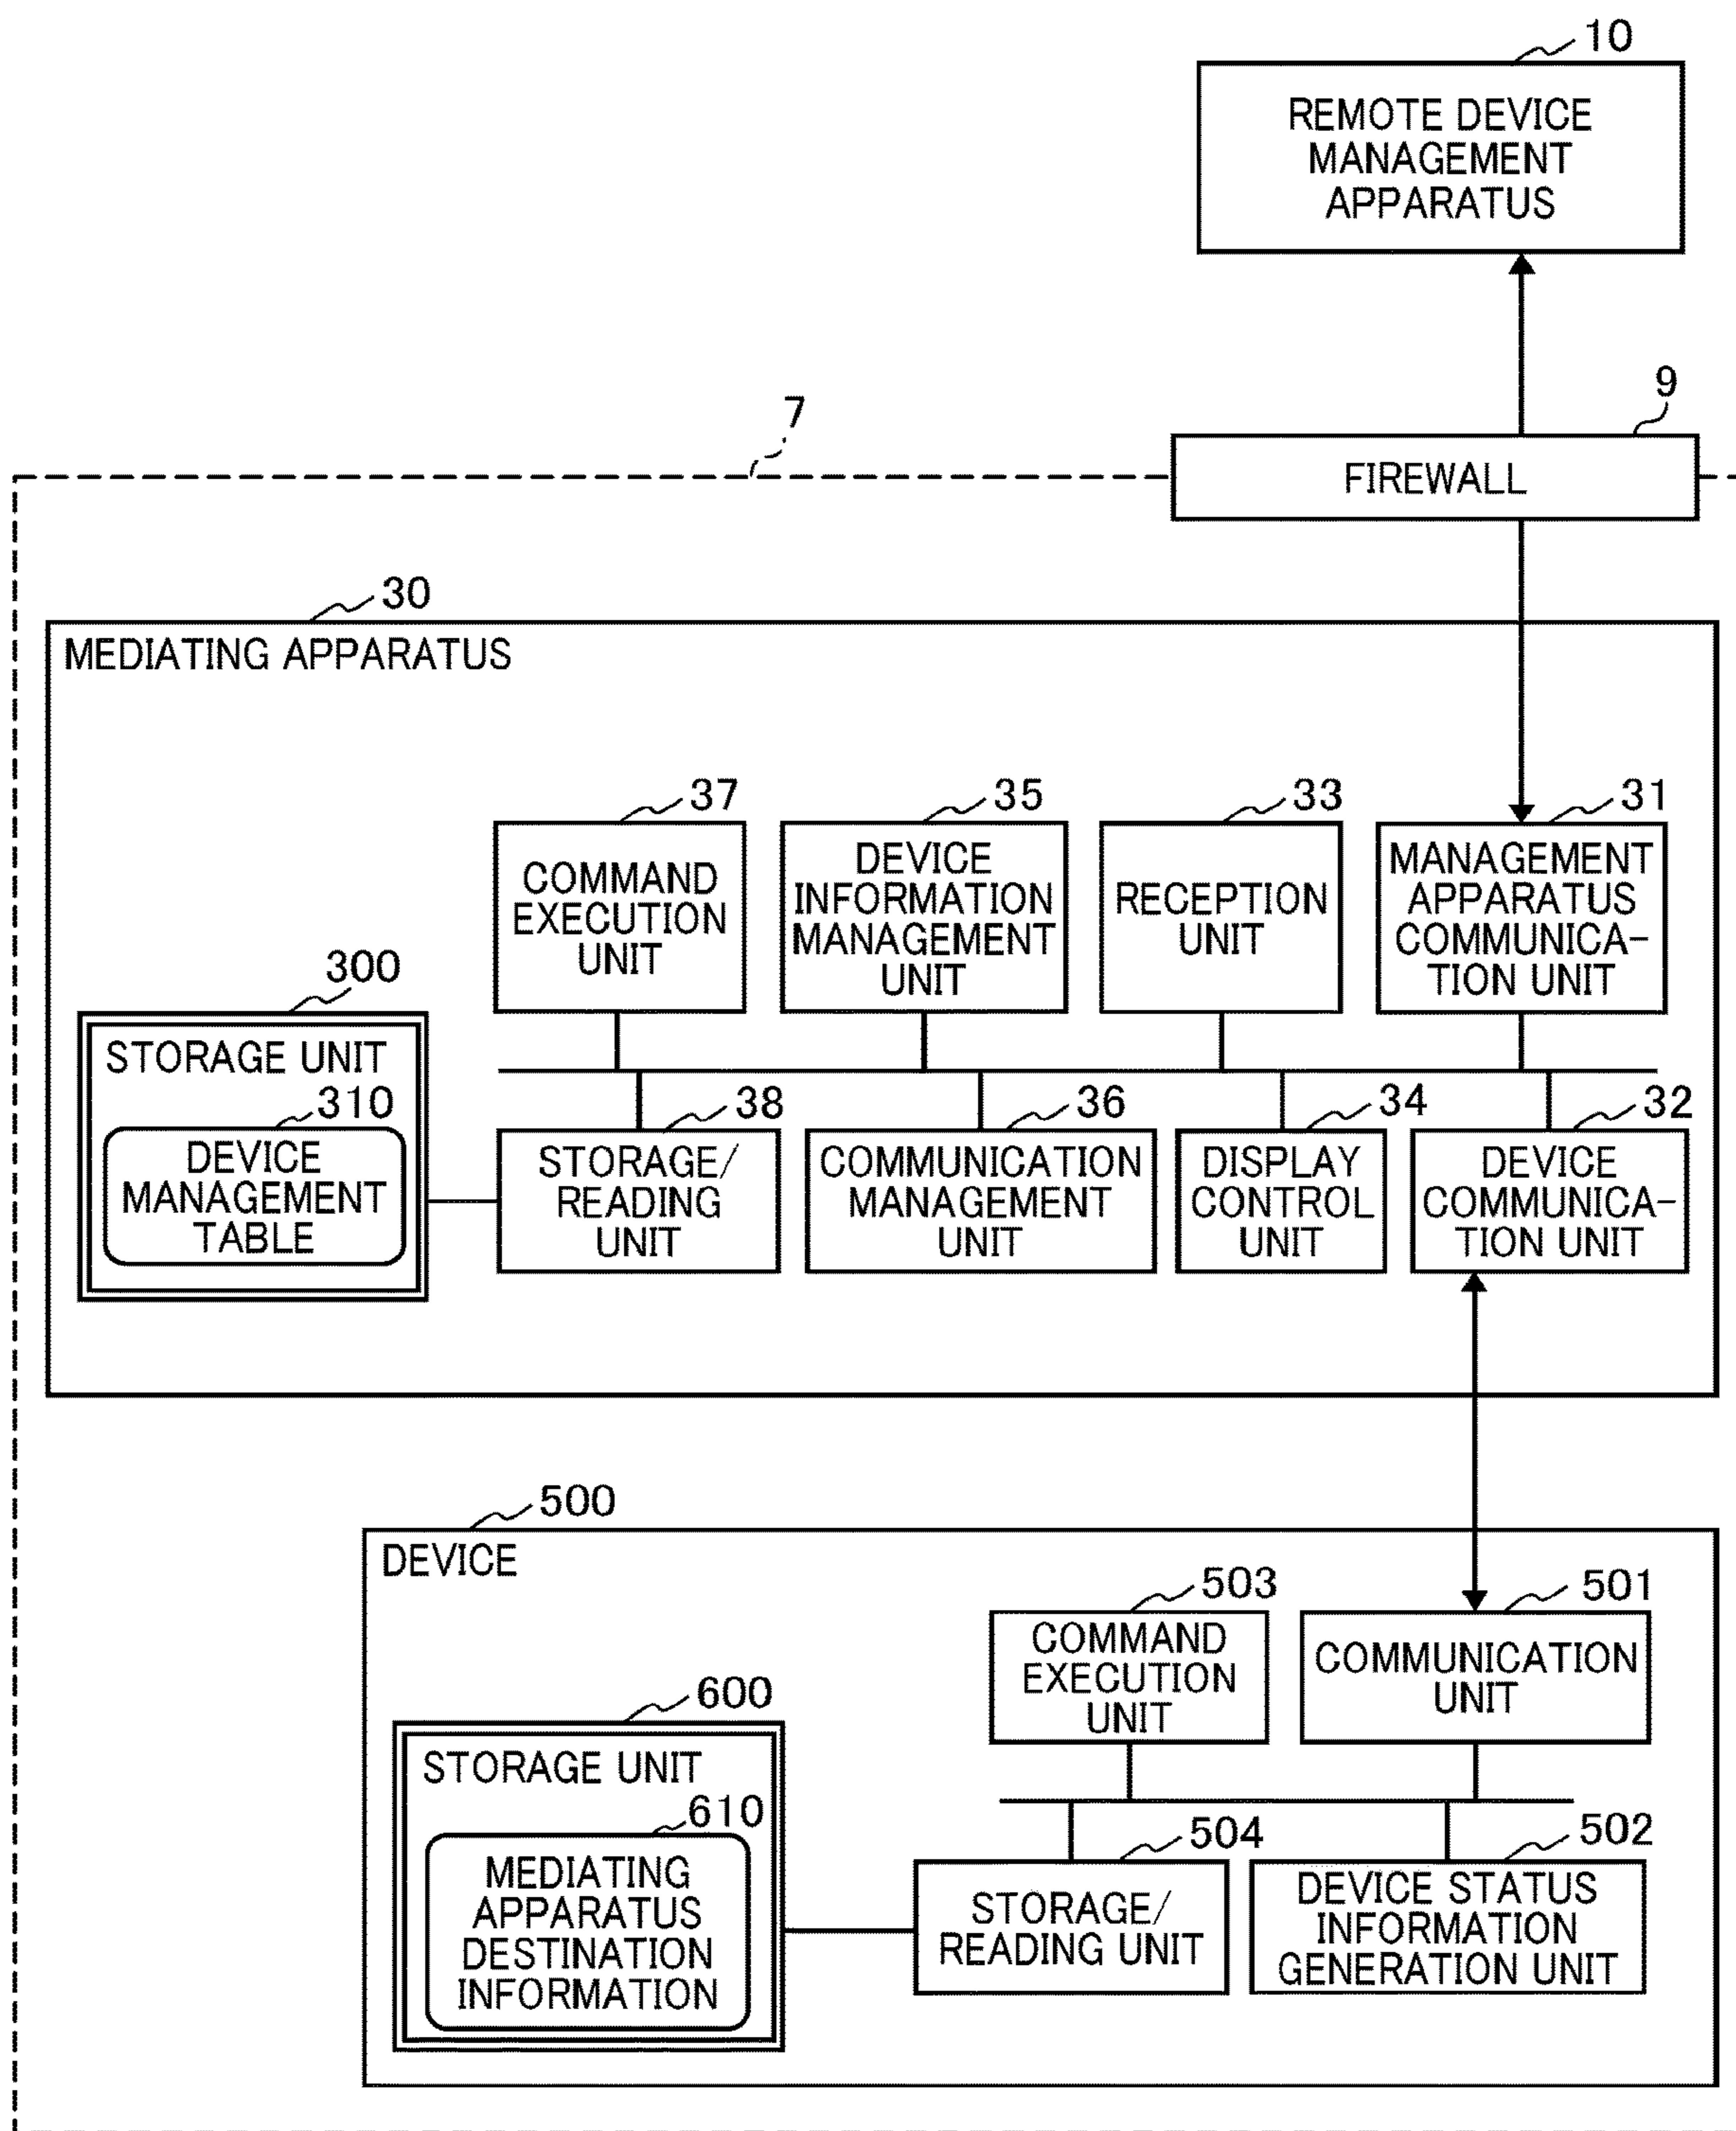 10
REMOTE DEVICE
MANAGEMENT
APPARATUS
9
7
FIREWALL
30
MEDIATING APPARATUS
37
COMMAND
EXECUTION
UNIT
35
DEVICE
INFORMATION
MANAGEMENT
UNIT
33
RECEPTION
UNIT
31
MANAGEMENT
APPARATUS
COMMUNICA-
TION UNIT
300
STORAGE UNIT
310
DEVICE
MANAGEMENT
TABLE
38
STORAGE/
READING
UNIT
36
COMMUNICATION
MANAGEMENT
UNIT
34
DISPLAY
CONTROL
UNIT
32
DEVICE
COMMUNICA-
TION UNIT
500
DEVICE
503
COMMAND
EXECUTION
UNIT
501
COMMUNICATION
UNIT
600
STORAGE UNIT
610
MEDIATING
APPARATUS
DESTINATION
INFORMATION
504
STORAGE/
READING UNIT
502
DEVICE STATUS
INFORMATION
GENERATION UNIT